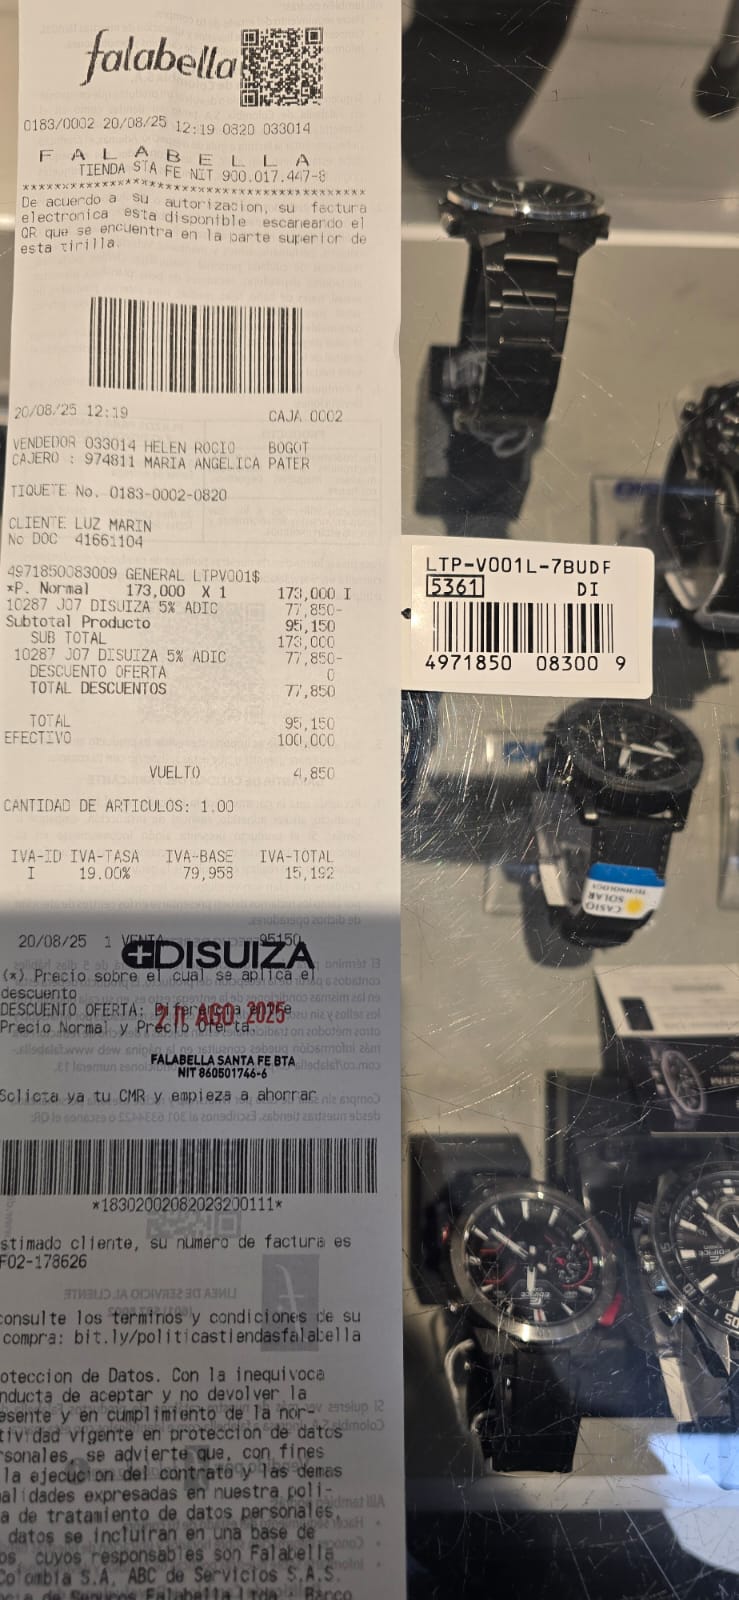 falabella
0183/0002 20/08/25 12:19 0820 033014
F A L A B E L L A
TIENDA STA FE NIT 900.017.447-8
****************************************
De acuerdo a su autorizacion, su factura
electronica esta disponible escaneando el
QR que se encuentra en la parte superior de
esta tirilla.
20/08/25 12:19 CAJA 0002
VENDEDOR 033014 HELEN ROCIO BOGOT
CAJERO : 974811 MARIA ANGELICA PATER
TIQUETE No. 0183-0002-0820
CLIENTE LUZ MARIN
No DOC 41661104
4971850083009 GENERAL LTPV001$
*P. Normal 173,000 X 1 173,000 I
10287 J07 DISUIZA 5% ADIC 77,850-
Subtotal Producto 95,150
SUB TOTAL 173,000
10287 J07 DISUIZA 5% ADIC 77,850-
DESCUENTO OFERTA 0
TOTAL DESCUENTOS 77,850
TOTAL 95,150
EFECTIVO 100,000
VUELTO 4,850
CANTIDAD DE ARTICULOS: 1.00
IVA-ID IVA-TASA IVA-BASE IVA-TOTAL
I 19.00% 79,958 15,192
20/08/25 1 VENTA 95150
DISUIZA
(*) Precio sobre el cual se aplica el
descuento
DESCUENTO OFERTA: Diferencia entre
Precio Normal y Precio Oferta.
AGO. 2025
FALABELLA SANTA FE BTA
NIT 860501746-6
Solicta ya tu CMR y empieza a ahorrar
*18302002082023200111*
stimado cliente, su numero de factura es
F02-178626
consulte los terminos y condiciones de su
compra: bit.ly/politicastiendasfalabella
oteccion de Datos. Con la inequivoca
nducta de aceptar y no devolver la
esente y en cumplimiento de la nor-
tividad vigente en proteccion de datos
rsonales, se advierte que, con fines
la ejecucion del contrato y las demas
alidades expresadas en nuestra poli-
a de tratamiento de datos personales,
datos se incluiran en una base de
os, cuyos responsables son Falabella
Colombia S.A, ABC de Servicios S.A.S.
de Seguros Falabella Ltda Banco
LTP-V001L-7BUDF
5361 DI
4971850 08300 9
CASIO
SOLAR
TECHNOLOGY
EDIFICE
EDIFICE